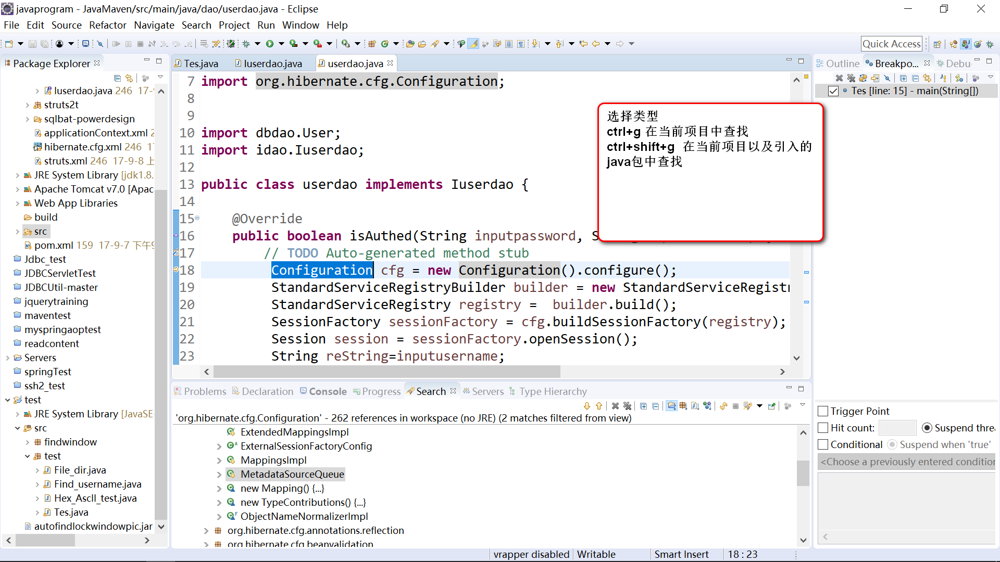 javaprogram - JavaMaven/src/main/java/dao/userdao.java - Eclipse
File Edit Source Refactor Navigate Search Project Run Window Help
Quick Access
Package Explorer
Iuserdao.java 246 17-9
struts2t
sqlbat-powerdesign
applicationContext.xml 2
hibernate.cfg.xml 246 17
struts.xml 246 17-9-8 上
JRE System Library [jdk1.8.
Apache Tomcat v7.0 [Apac
Web App Libraries
build
src
pom.xml 159 17-9-7 下午9
Jdbc_test
JDBCServletTest
JDBCUtil-master
jquerytraining
maventest
myspringaoptest
readcontent
Servers
springTest
ssh2_test
test
JRE System Library [JavaSE-
src
findwindow
test
File_dir.java
Find_username.java
Hex_AscII_test.java
Tes.java
autofindlockwindowpic.jar
Tes.java Iuserdao.java userdao.java
7 import org.hibernate.cfg.Configuration;
8
9
10 import dbdao.User;
11 import idao.Iuserdao;
12
13 public class userdao implements Iuserdao {
14
15 @Override
16 public boolean isAuthed(String inputpassword, S
17 // TODO Auto-generated method stub
18 Configuration cfg = new Configuration().configure();
19 StandardServiceRegistryBuilder builder = new StandardServiceRegistr
20 StandardServiceRegistry registry = builder.build();
21 SessionFactory sessionFactory = cfg.buildSessionFactory(registry);
22 Session session = sessionFactory.openSession();
23 String reString=inputusername;
选择类型
ctrl+g 在当前项目中查找
ctrl+shift+g 在当前项目以及引入的
java包中查找
Problems Declaration Console Progress Search Servers Type Hierarchy
'org.hibernate.cfg.Configuration' - 262 references in workspace (no JRE) (2 matches filtered from view)
ExtendedMappingsImpl
ExternalSessionFactoryConfig
MappingsImpl
MetadataSourceQueue
new Mapping() {...}
new TypeContributions() {...}
ObjectNameNormalizerImpl
org.hibernate.cfg.annotations.reflection
org.hibernate.cfg.beanvalidation
Outline Breakpo... Debu
Tes [line: 15] - main(String[])
Trigger Point
Hit count: Suspend threa
Conditional Suspend when 'true'
<Choose a previously entered condition
vrapper disabled Writable Smart Insert 18 : 23